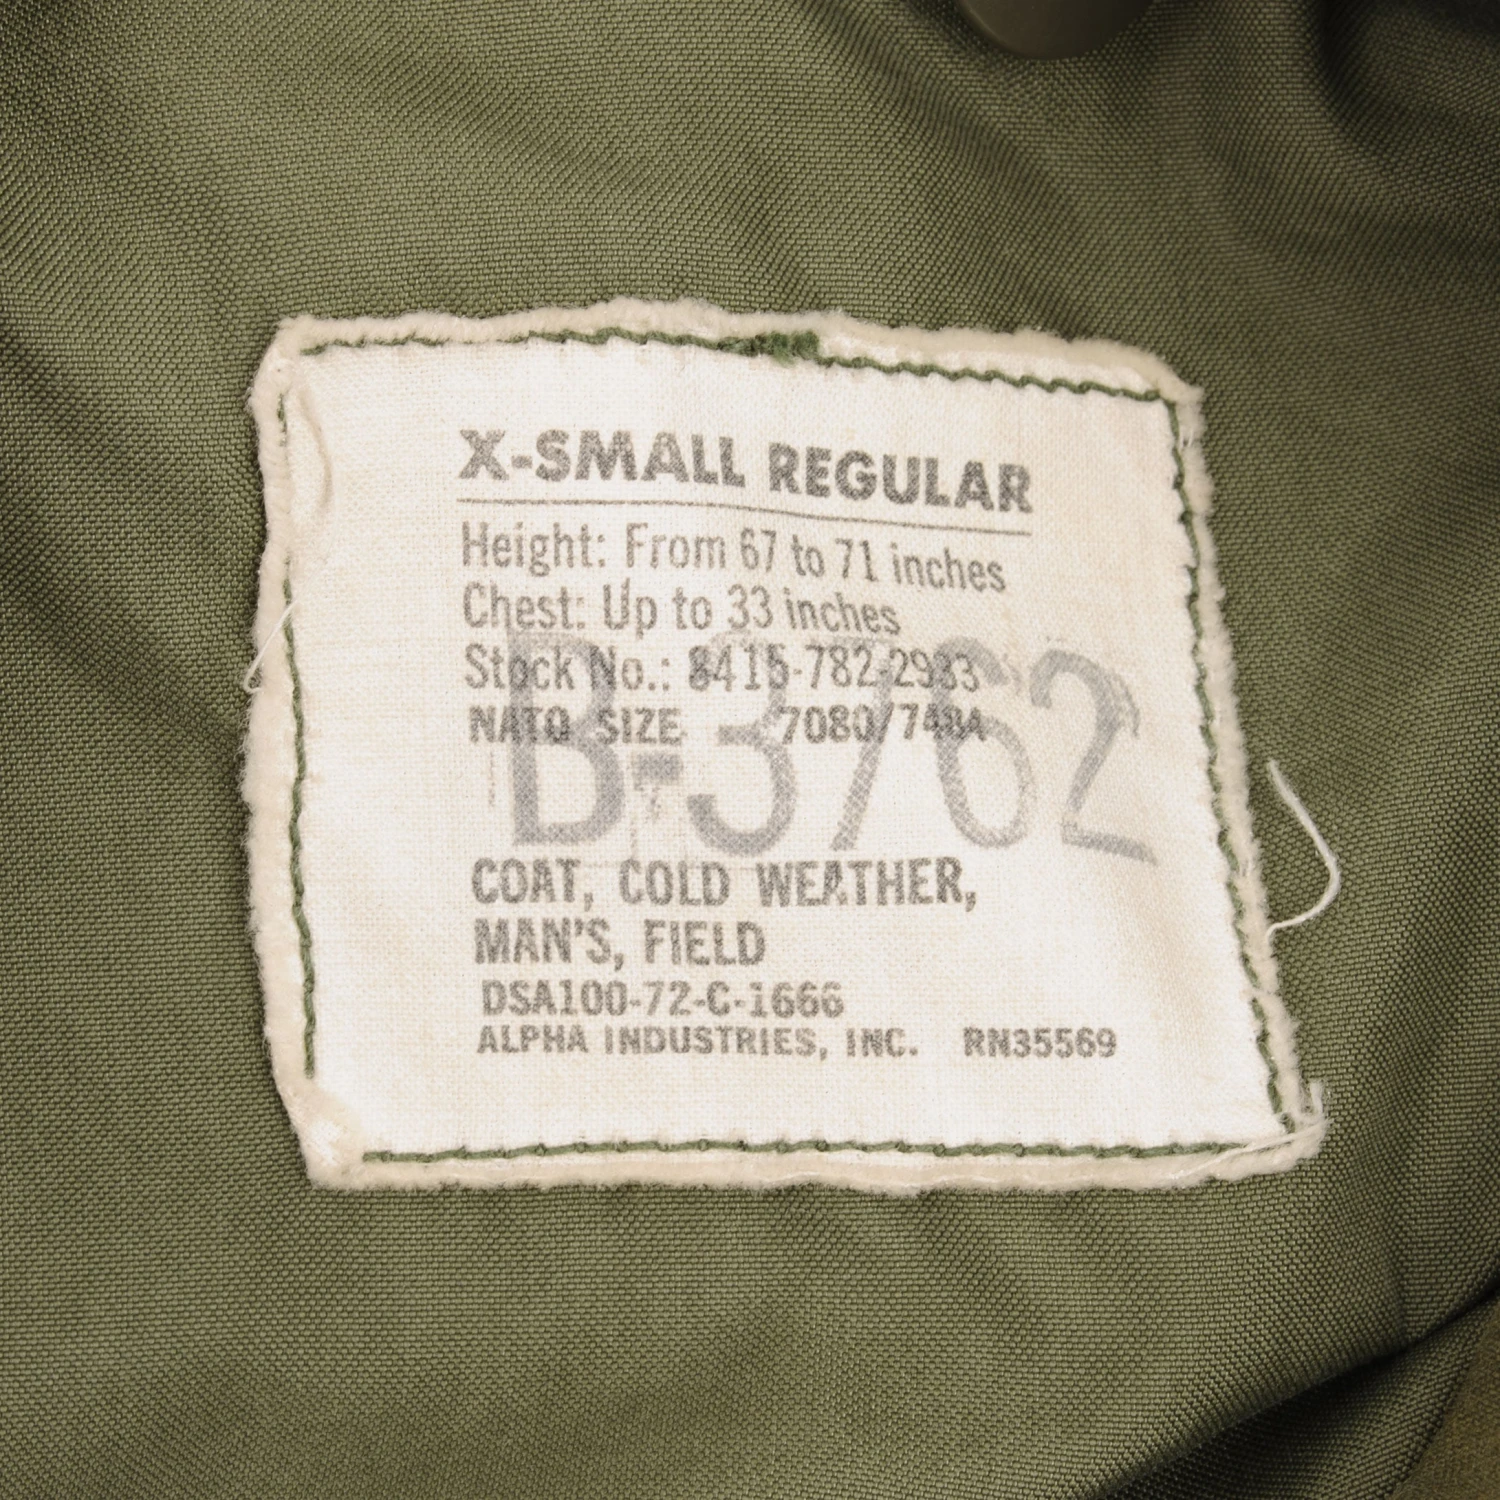 X-SMALL REGULAR
Height: From 67 to 71 inches
Chest: Up to 33 inches
Stock No.: 8415-782-2933
NATO SIZE 7080/7484
B-3762
COAT, COLD WEATHER,
MAN'S, FIELD
DSA100-72-C-1666
ALPHA INDUSTRIES, INC. RN35569